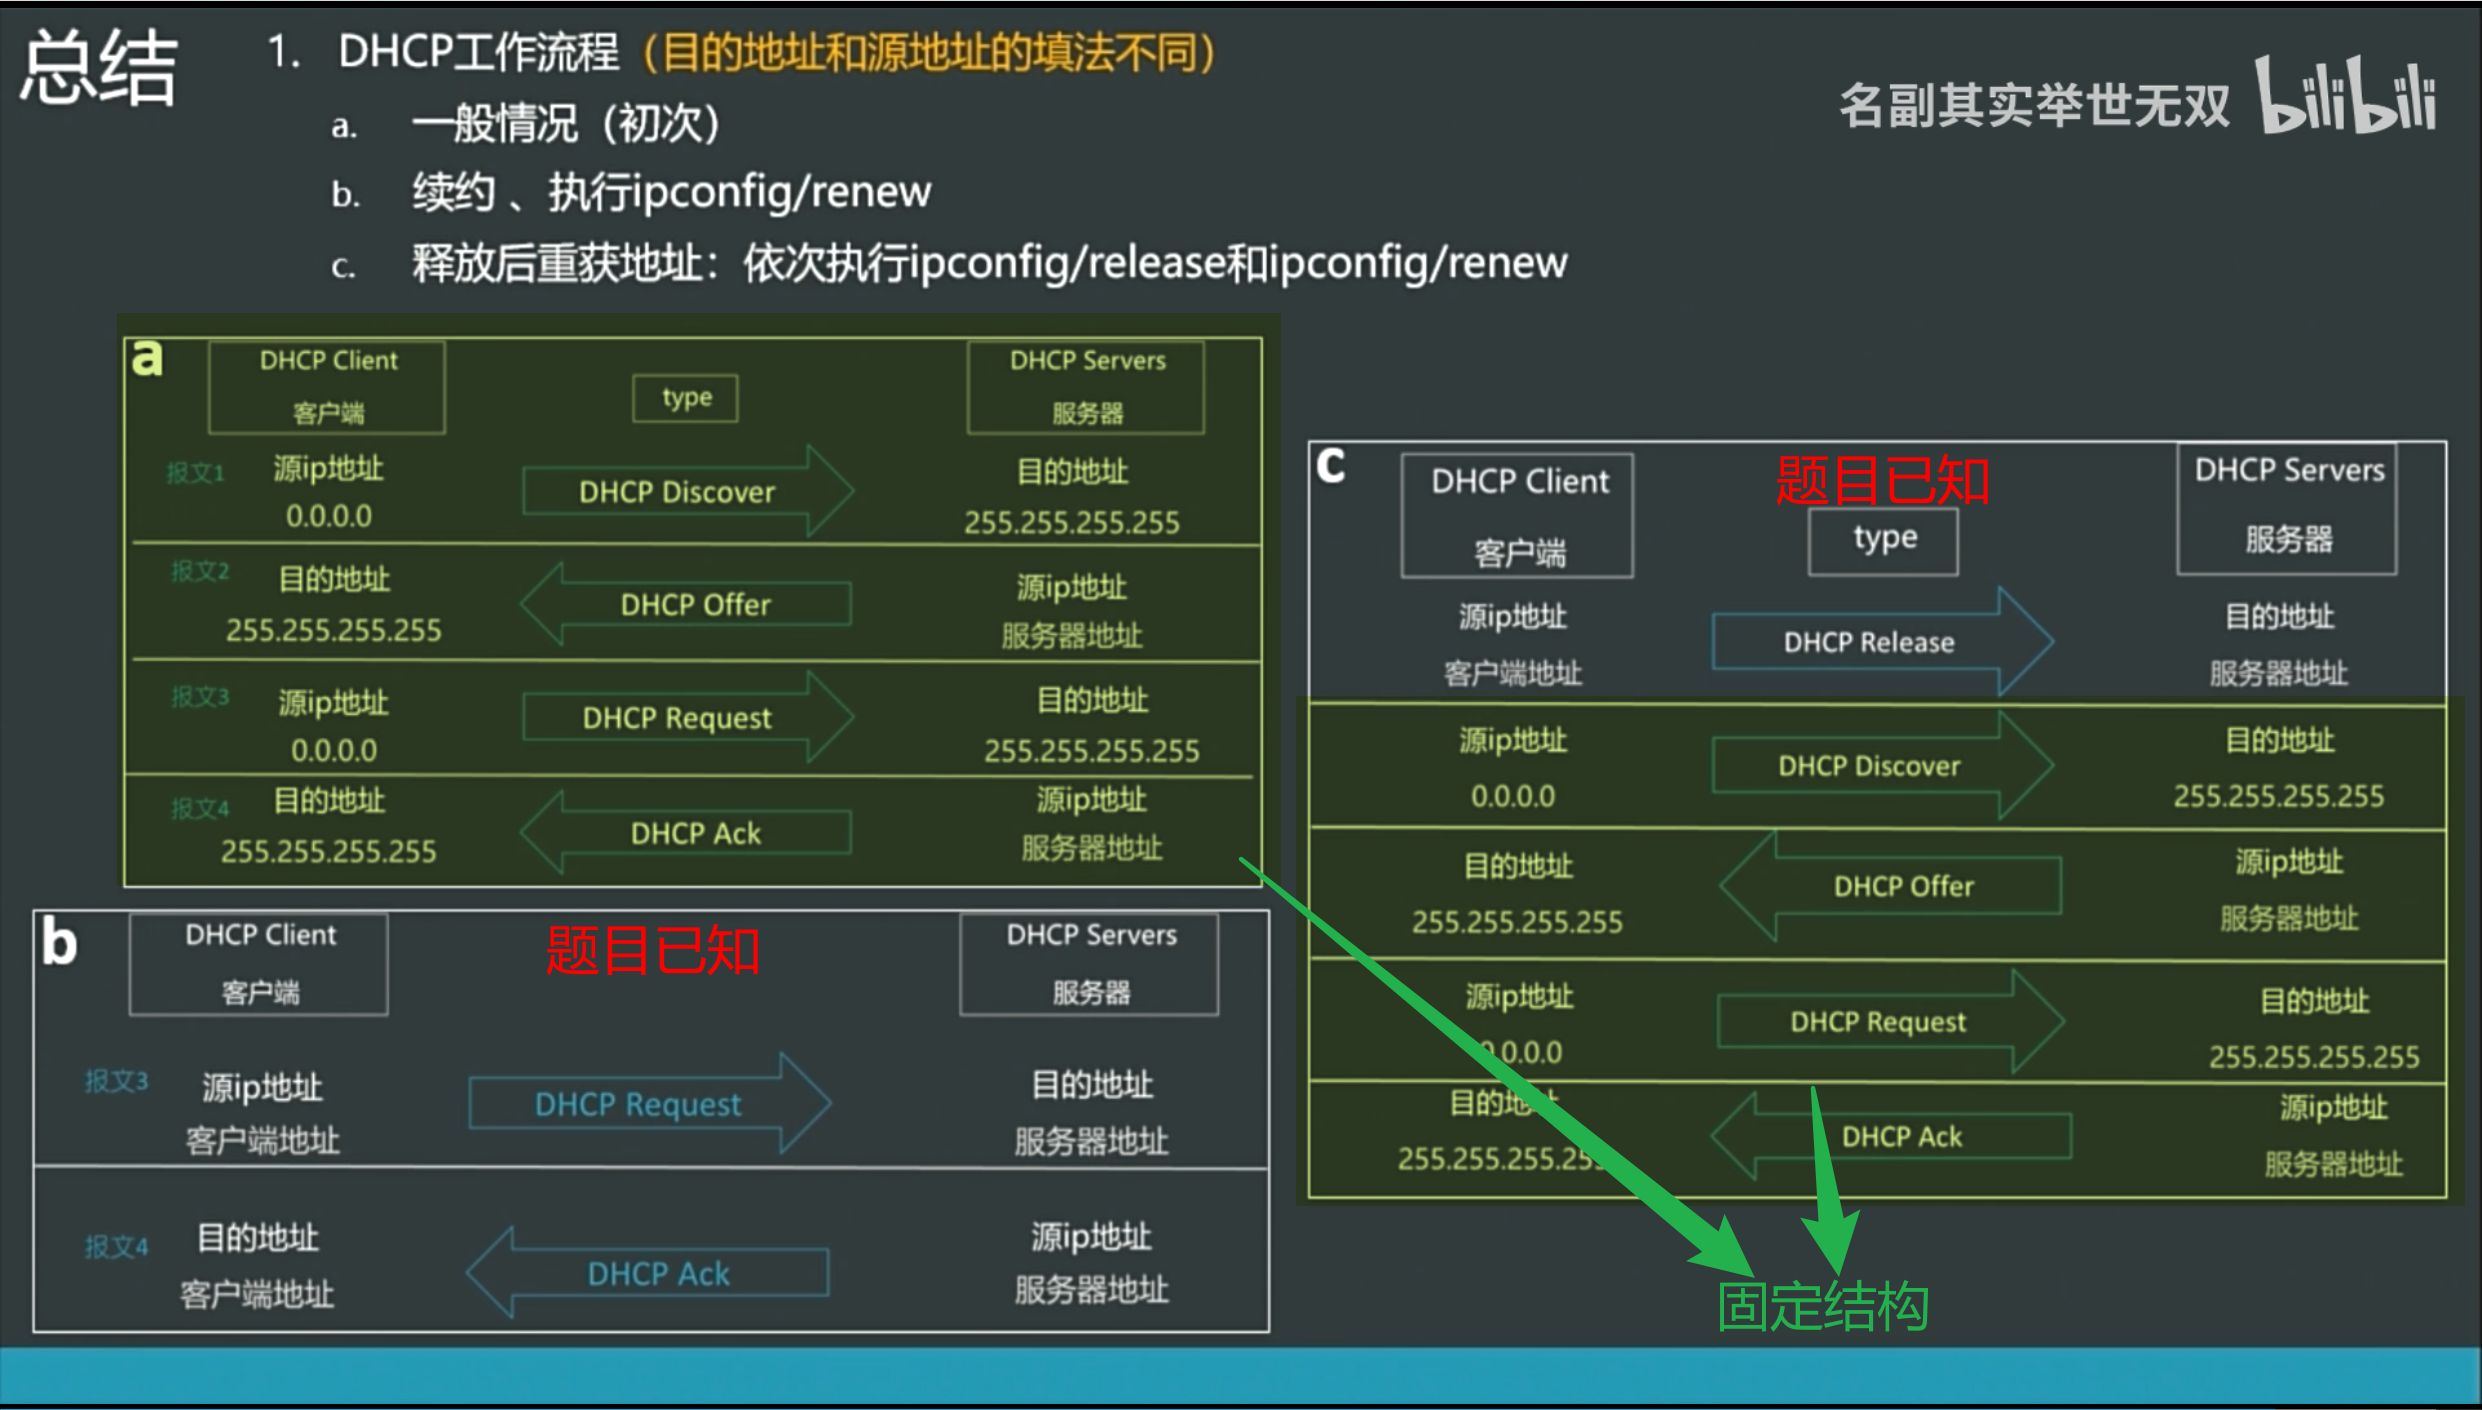 总结
1. DHCP工作流程（目的地址和源地址的填法不同）
a. 一般情况（初次）
b. 续约 、执行ipconfig/renew
c. 释放后重获地址：依次执行ipconfig/release和ipconfig/renew
名副其实举世无双 bilibili
a
DHCP Client
客户端
type
DHCP Servers
服务器
报文1
源ip地址
0.0.0.0
DHCP Discover
目的地址
255.255.255.255
报文2
目的地址
255.255.255.255
DHCP Offer
源ip地址
服务器地址
报文3
源ip地址
0.0.0.0
DHCP Request
目的地址
255.255.255.255
报文4
目的地址
255.255.255.255
DHCP Ack
源ip地址
服务器地址
b
DHCP Client
客户端
题目已知
DHCP Servers
服务器
报文3
源ip地址
客户端地址
DHCP Request
目的地址
服务器地址
报文4
目的地址
客户端地址
DHCP Ack
源ip地址
服务器地址
c
DHCP Client
客户端
题目已知
type
DHCP Servers
服务器
源ip地址
客户端地址
DHCP Release
目的地址
服务器地址
源ip地址
0.0.0.0
DHCP Discover
目的地址
255.255.255.255
目的地址
255.255.255.255
DHCP Offer
源ip地址
服务器地址
源ip地址
0.0.0.0
DHCP Request
目的地址
255.255.255.255
目的地址
255.255.255.255
DHCP Ack
源ip地址
服务器地址
固定结构